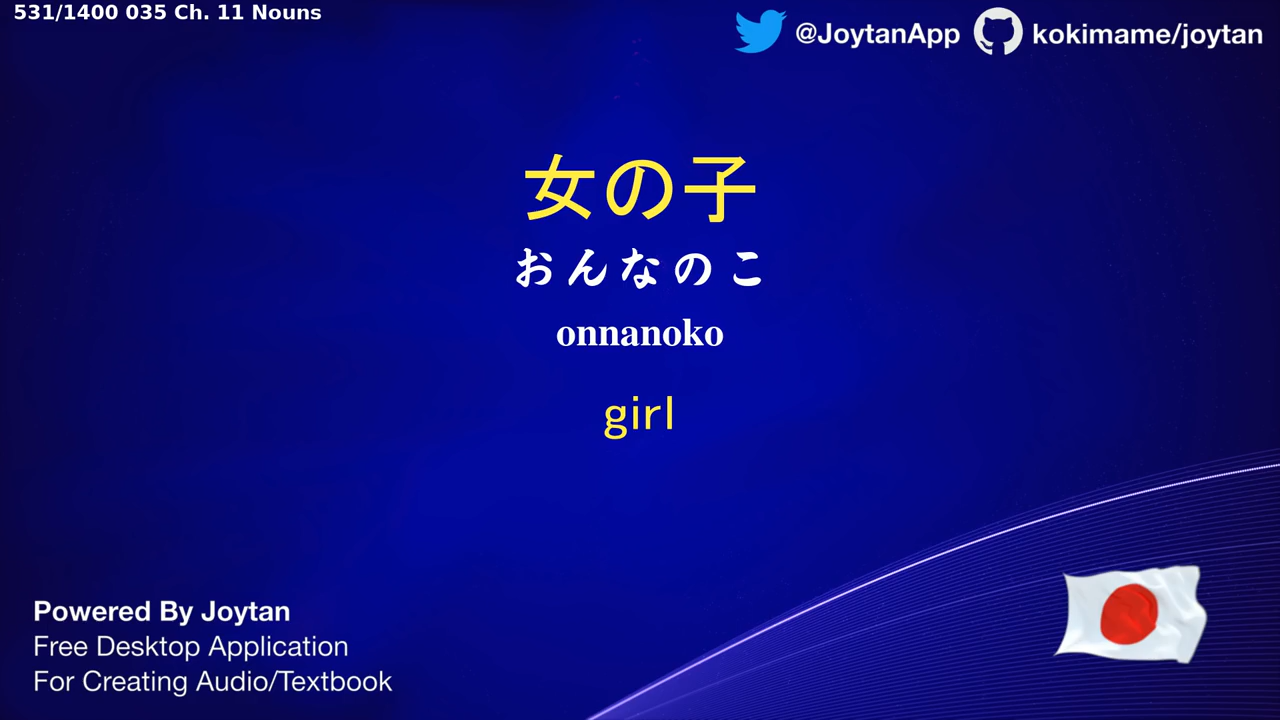 531/1400 035 Ch. 11 Nouns
@JoytanApp kokimame/joytan
女の子
おんなのこ
onnanoko
girl
Powered By Joytan
Free Desktop Application
For Creating Audio/Textbook